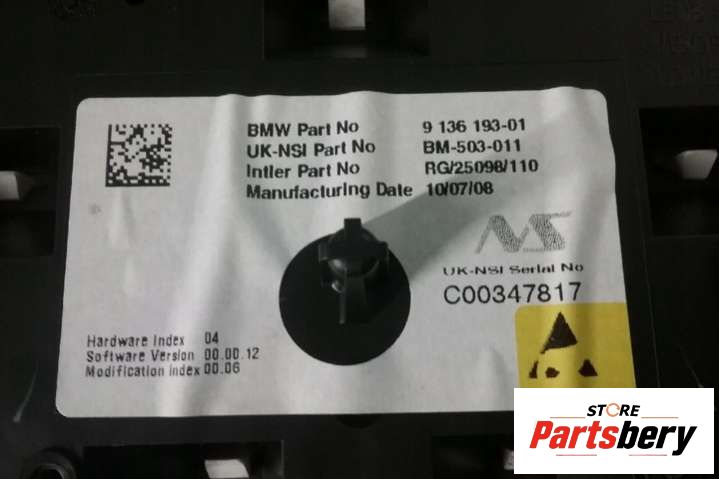 BMW Part No 9 136 193-01
UK-NSI Part No BM-503-011
Intler Part No RG/25098/110
Manufacturing Date 10/07/08
NS
UK-NSI Serial No
C00347817
Hardware Index 04
Software Version 00.00.12
Modification Index 00.06
STORE
Partsbery